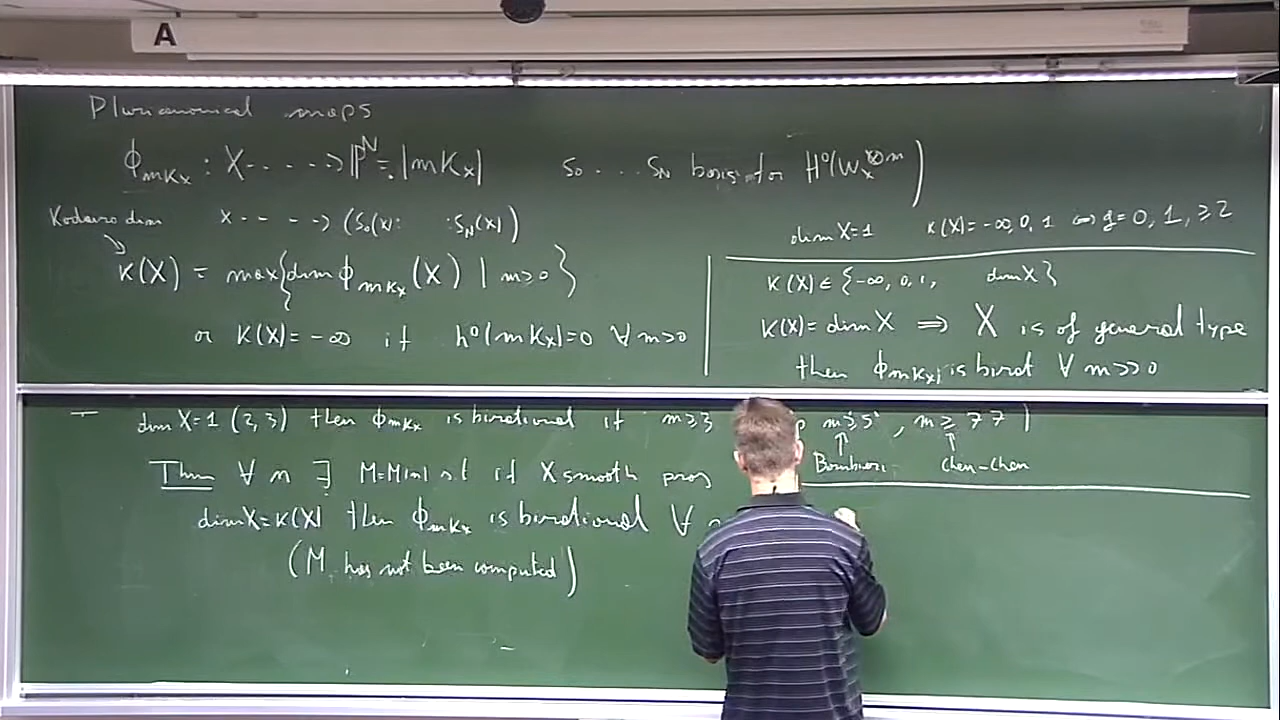 A
Pluricanonical maps
ϕ_{mK_X} : X - - - - -> ℙ^N = |mK_X|   s_0 . . . s_N basis for H^0(ω_X^{⊗m})
Kodaira dim   x - - - - -> (s_0(x) :   : s_N(x))
κ(X) = max{dim ϕ_{mK_X}(X) | m>0}
or κ(X) = -∞ if h^0(mK_X)=0 ∀ m>0
dim X=1   κ(X)= -∞, 0, 1 ⟺ g= 0, 1, ≥2
κ(X) ∈ {-∞, 0, 1,   dim X}
κ(X) = dim X ⟹ X is of general type
then ϕ_{mK_X} is birat ∀ m>>0
dim X=1 (2,3) then ϕ_{mK_X} is birational if m≥3   m≥5, m ≥ 77)
↑   ↑
Bombieri   Chen-Chen
Thm ∀ n ∃ M=M(n) s.t. if X smooth proj
dim X=κ(X) then ϕ_{mK_X} is birational ∀
(M has not been computed)